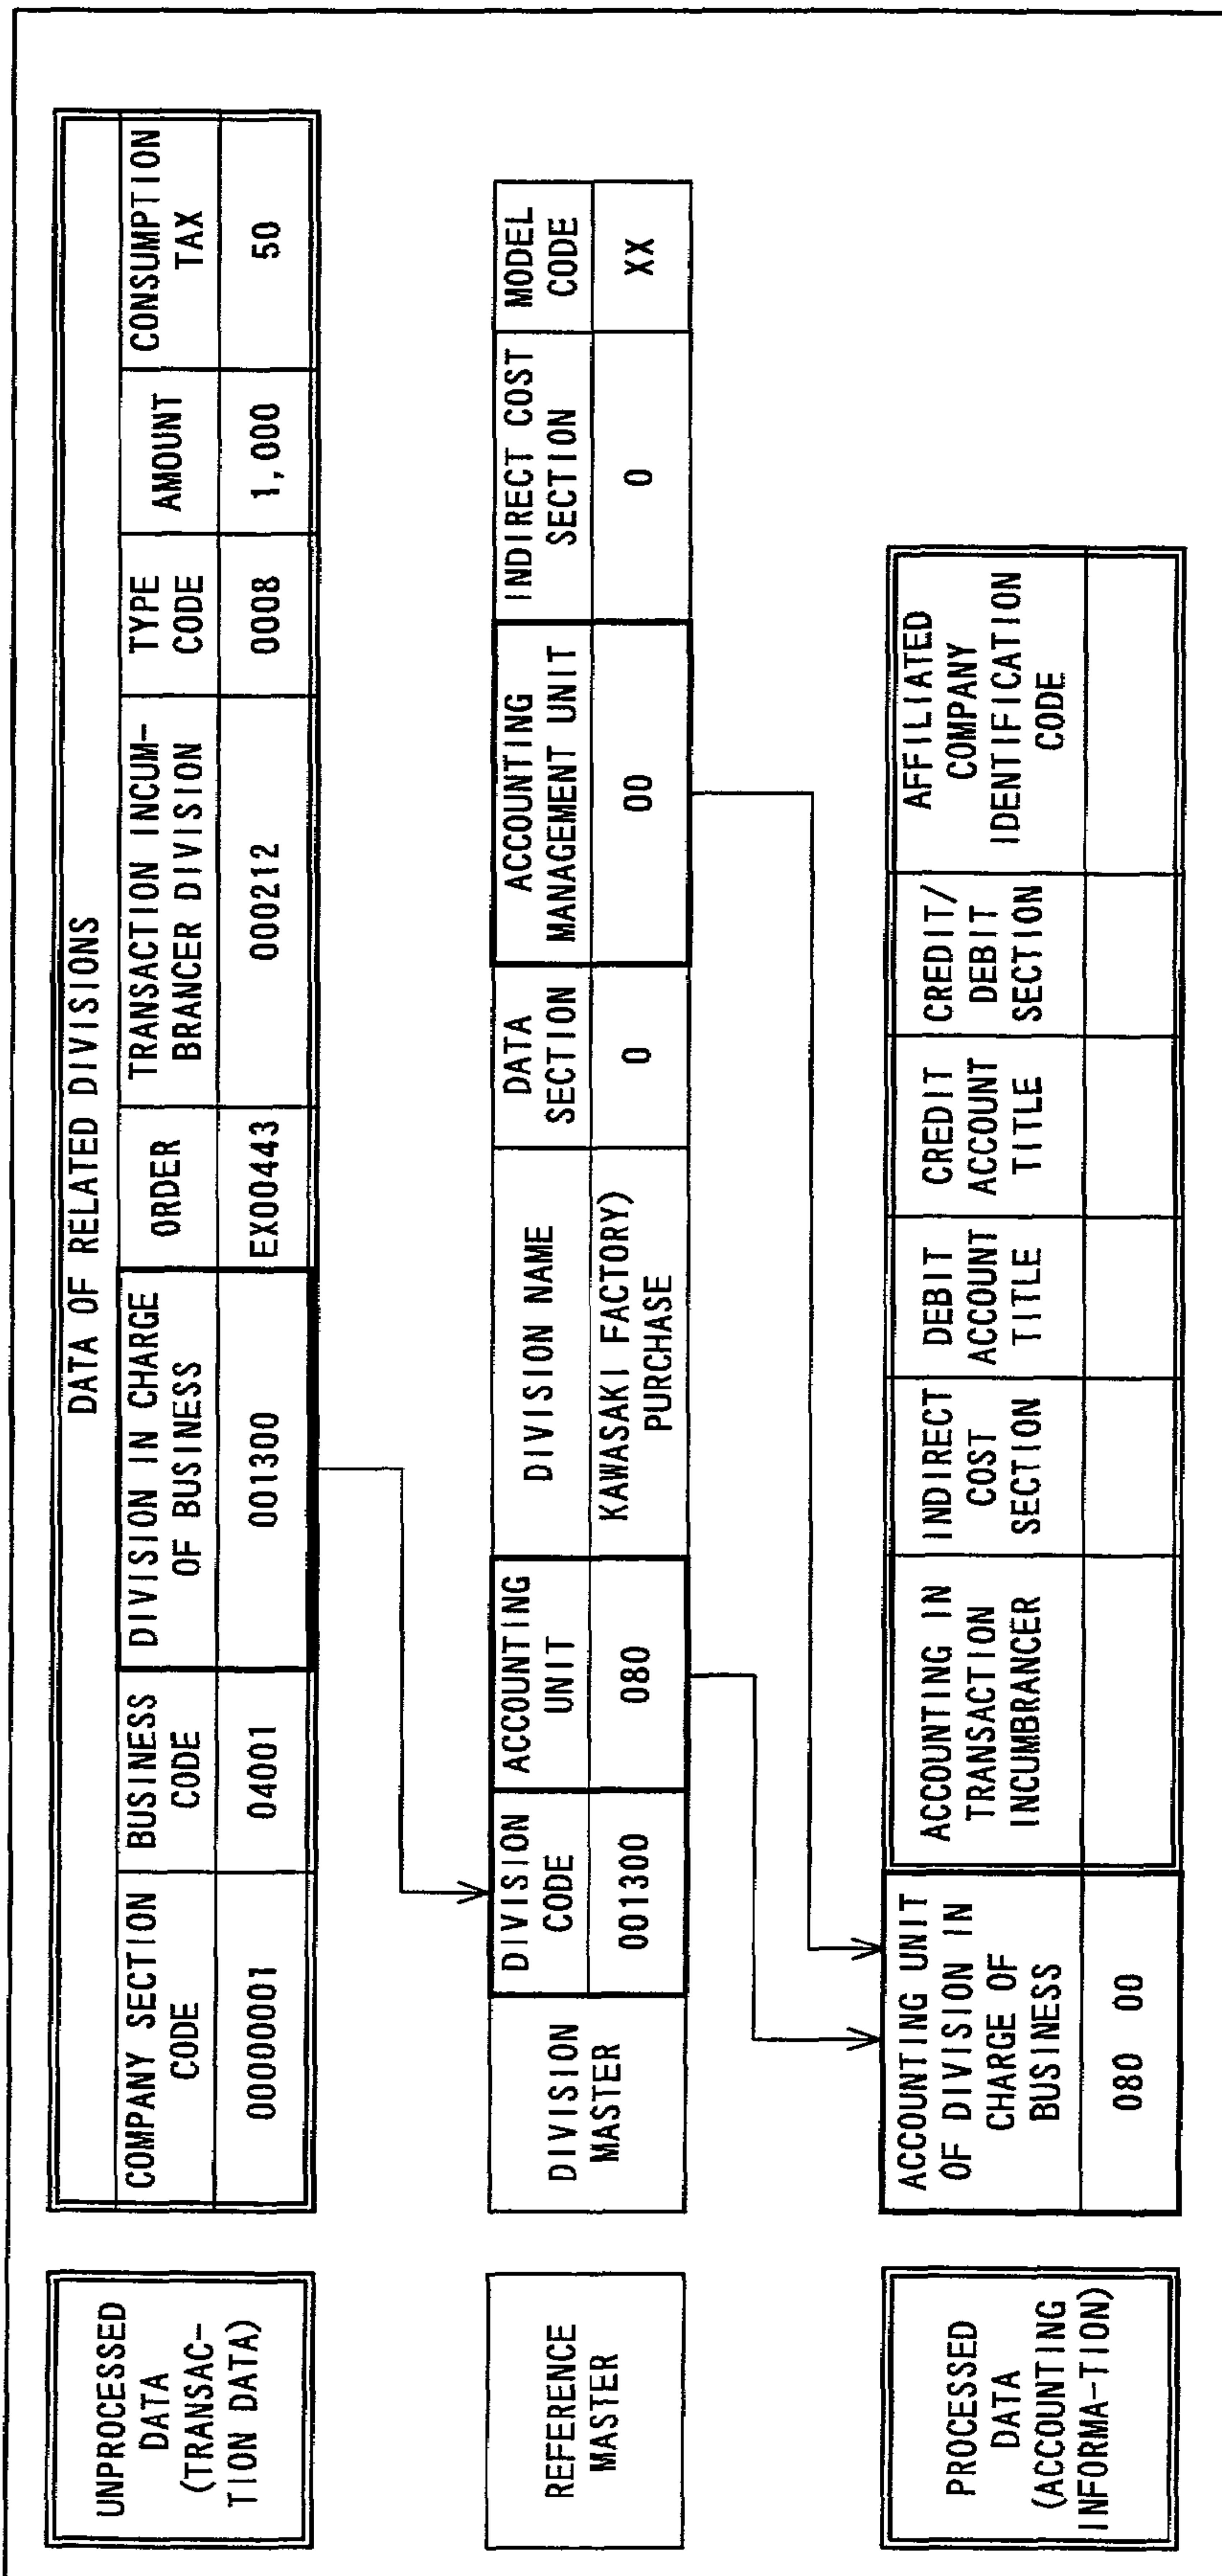 UNPROCESSED
DATA
(TRANSAC-
TION DATA)
DATA OF RELATED DIVISIONS
COMPANY SECTION
CODE
BUSINESS
CODE
DIVISION IN CHARGE
OF BUSINESS
ORDER
TRANSACTION INCUM-
BRANCER DIVISION
TYPE
CODE
AMOUNT
CONSUMPTION
TAX
0000001
04001
001300
EX00443
000212
0008
1,000
50
REFERENCE
MASTER
DIVISION
MASTER
DIVISION
CODE
ACCOUNTING
UNIT
DIVISION NAME
DATA
SECTION
ACCOUNTING
MANAGEMENT UNIT
INDIRECT COST
SECTION
MODEL
CODE
001300
080
KAWASAKI FACTORY)
PURCHASE
0
00
0
XX
PROCESSED
DATA
(ACCOUNTING
INFORMA-TION)
ACCOUNTING UNIT
OF DIVISION IN
CHARGE OF
BUSINESS
ACCOUNTING IN
TRANSACTION
INCUMBRANCER
INDIRECT
COST
SECTION
DEBIT
ACCOUNT
TITLE
CREDIT
ACCOUNT
TITLE
CREDIT/
DEBIT
SECTION
AFFILIATED
COMPANY
IDENTIFICATION
CODE
080 00